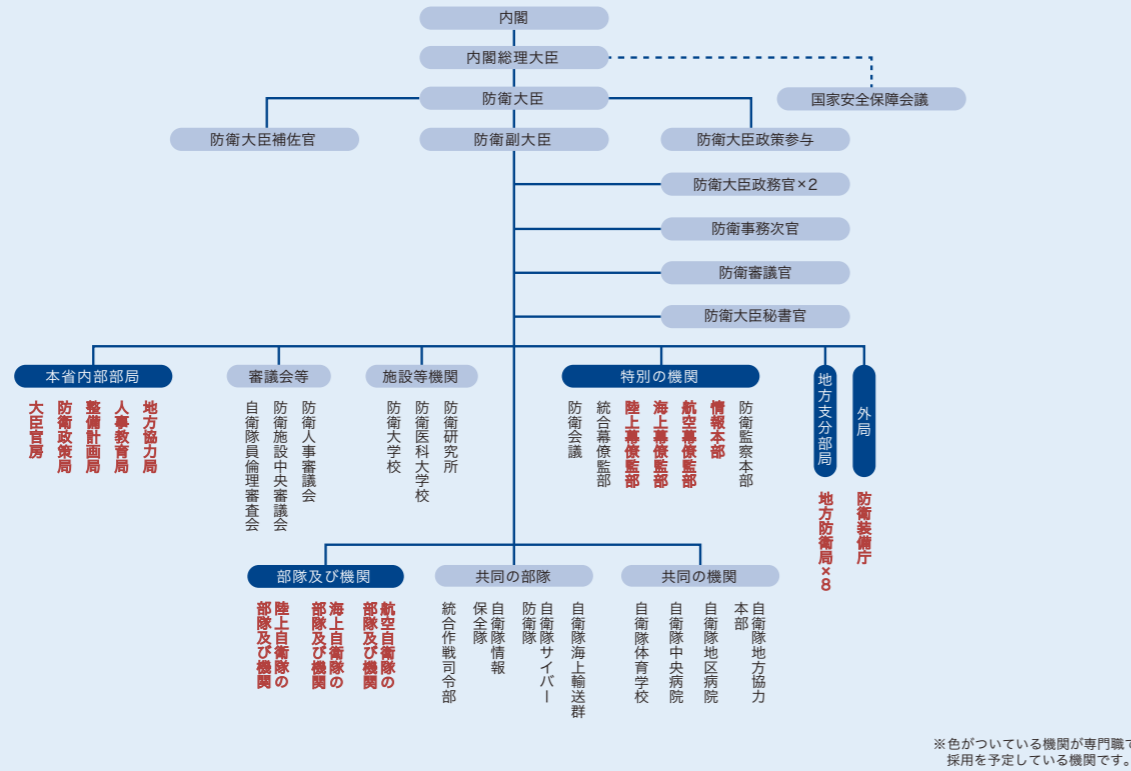 内閣
内閣総理大臣
国家安全保障会議
防衛大臣
防衛大臣補佐官
防衛副大臣
防衛大臣政策参与
防衛大臣政務官×2
防衛事務次官
防衛審議官
防衛大臣秘書官
本省内部部局
大臣官房
防衛政策局
整備計画局
人事教育局
地方協力局
審議会等
自衛隊員倫理審査会
防衛施設中央審議会
防衛人事審議会
施設等機関
防衛大学校
防衛医科大学校
防衛研究所
特別の機関
防衛会議
統合幕僚監部
陸上幕僚監部
海上幕僚監部
航空幕僚監部
情報本部
防衛監察本部
地方支分部局
地方防衛局×8
外局
防衛装備庁
部隊及び機関
陸上自衛隊の
部隊及び機関
海上自衛隊の
部隊及び機関
航空自衛隊の
部隊及び機関
共同の部隊
統合作戦司令部
自衛隊情報
保全隊
自衛隊サイバー
防衛隊
自衛隊海上輸送群
共同の機関
自衛隊体育学校
自衛隊中央病院
自衛隊地区病院
自衛隊地方協力
本部
※色がついている機関が専門職で
採用を予定している機関です。